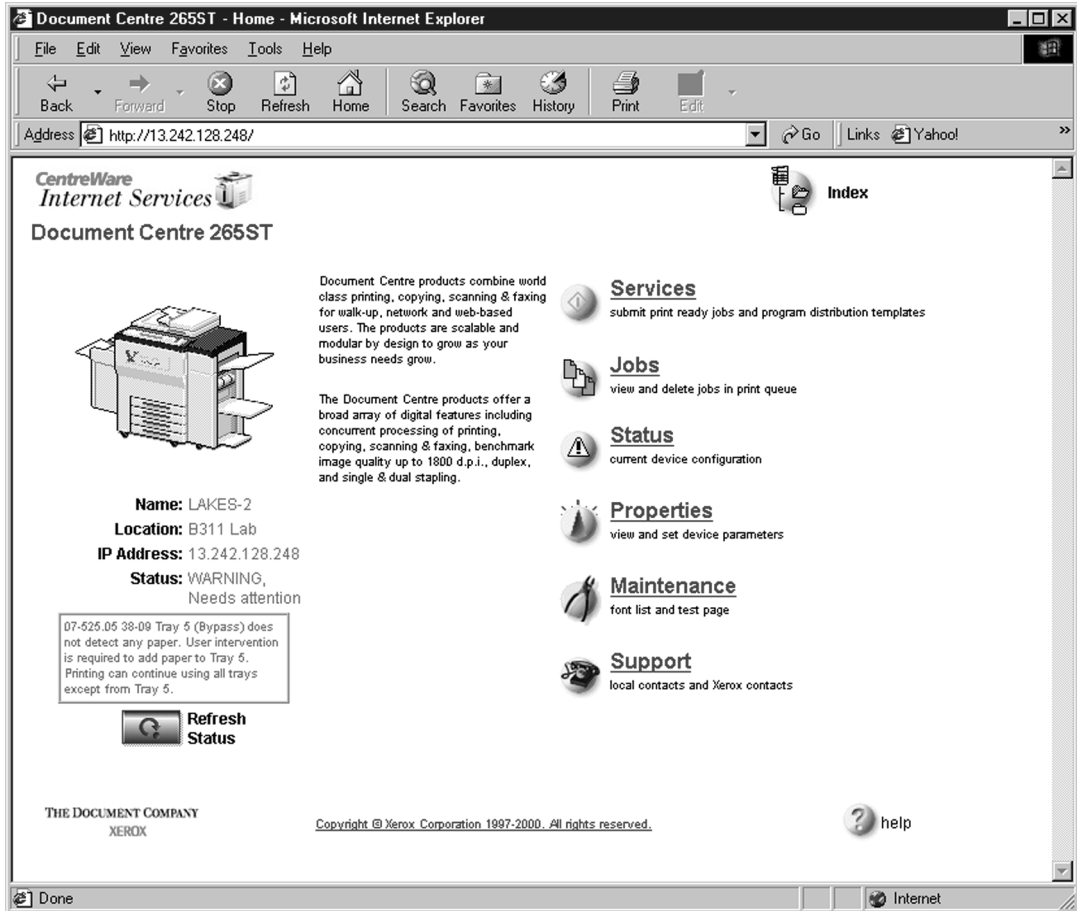 Document Centre 265ST - Home - Microsoft Internet Explorer
File Edit View Favorites Tools Help
Back Forward Stop Refresh Home Search Favorites History Print Edit
Address http://13.242.128.248/ Go Links Yahoo! »
CentreWare
Internet Services
Index
Document Centre 265ST
Document Centre products combine world
class printing, copying, scanning & faxing
for walk-up, network and web-based
users. The products are scalable and
modular by design to grow as your
business needs grow.
The Document Centre products offer a
broad array of digital features including
concurrent processing of printing,
copying, scanning & faxing, benchmark
image quality up to 1800 d.p.i., duplex,
and single & dual stapling.
Services
submit print ready jobs and program distribution templates
Jobs
view and delete jobs in print queue
Status
current device configuration
Properties
view and set device parameters
Maintenance
font list and test page
Support
local contacts and Xerox contacts
Name: LAKES-2
Location: B311 Lab
IP Address: 13.242.128.248
Status: WARNING,
Needs attention
07-525.05 38-09 Tray 5 (Bypass) does
not detect any paper. User intervention
is required to add paper to Tray 5.
Printing can continue using all trays
except from Tray 5.
Refresh
Status
THE DOCUMENT COMPANY
XEROX
Copyright © Xerox Corporation 1997-2000. All rights reserved.
? help
Done
Internet